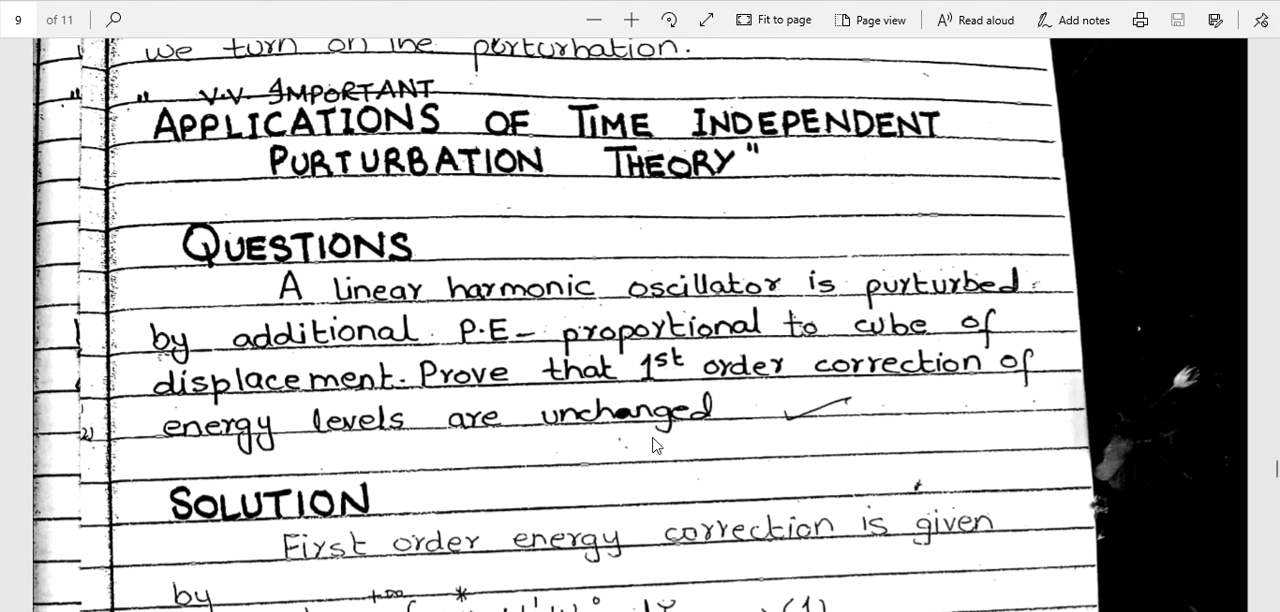 9 of 11 Fit to page Page view Read aloud Add notes
we turn on the perturbation.
" V.V. IMPORTANT
APPLICATIONS OF TIME INDEPENDENT
PURTURBATION THEORY"
QUESTIONS
A linear harmonic oscillator is purturbed
by additional P.E- proportional to cube of
displacement. Prove that 1st order correction of
energy levels are unchanged
SOLUTION
First order energy correction is given
by